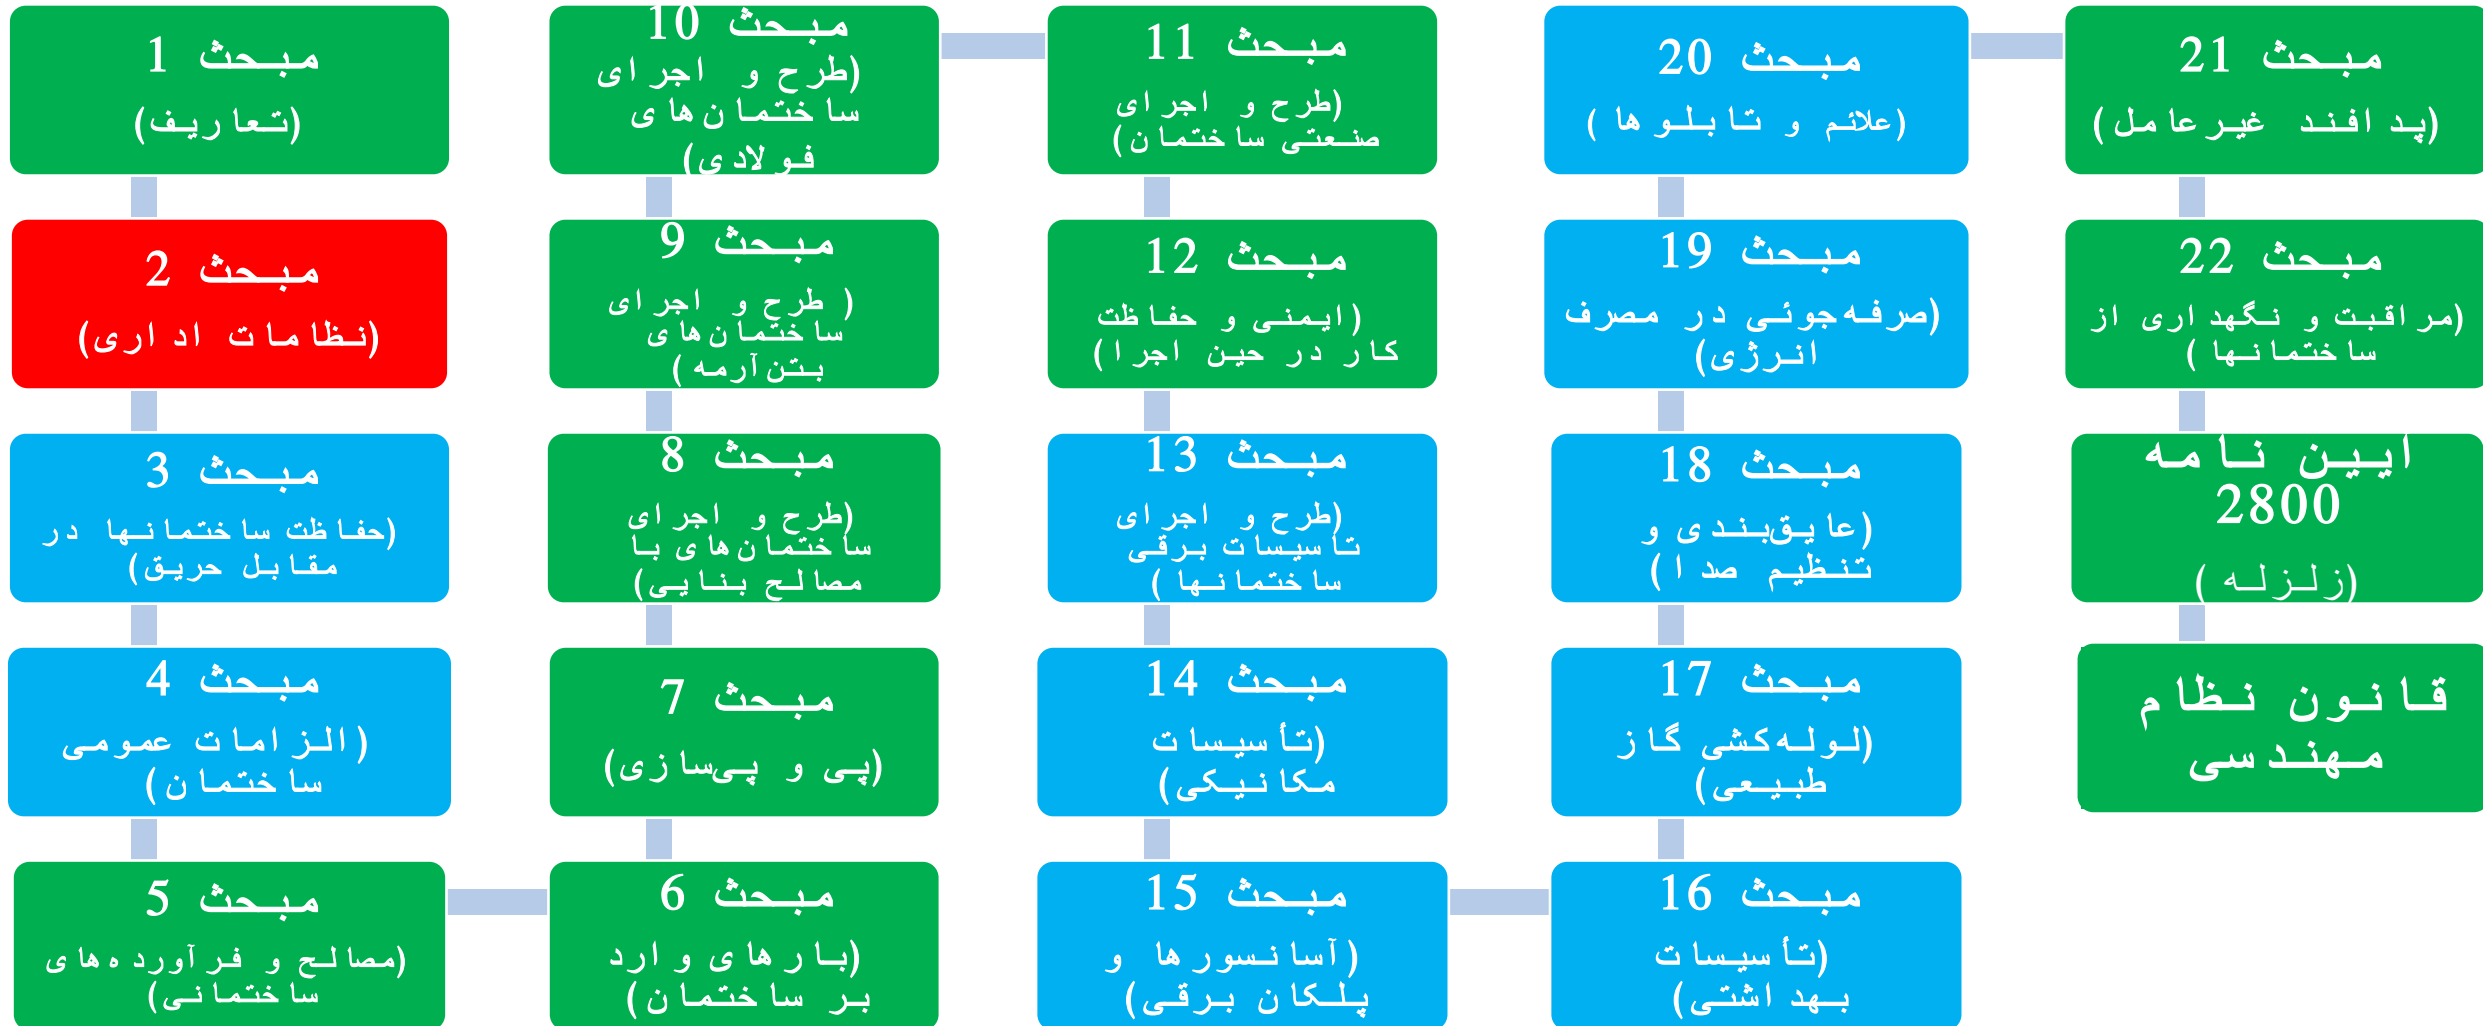 مبحث 1
(تعاریف)
مبحث 2
(نظامات اداری)
مبحث 3
(حفاظت ساختمانها در
مقابل حریق)
مبحث 4
(الزامات عمومی
ساختمان)
مبحث 5
(مصالح و فرآورده‌های
ساختمانی)
مبحث 6
(بارهای وارد
بر ساختمان)
مبحث 7
(پی و پی‌سازی)
مبحث 8
(طرح و اجرای
ساختمان‌های با
مصالح بنایی)
مبحث 9
( طرح و اجرای
ساختمان‌های
بتن‌آرمه)
مبحث 10
(طرح و اجرای
ساختمان‌های
فولادی)
مبحث 11
(طرح و اجرای
صنعتی ساختمان)
مبحث 12
(ایمنی و حفاظت
کار در حین اجرا)
مبحث 13
(طرح و اجرای
تاسیسات برقی
ساختمانها)
مبحث 14
(تأسیسات
مکانیکی)
مبحث 15
(آسانسورها و
پلکان برقی)
مبحث 16
(تأسیسات
بهداشتی)
مبحث 17
(لوله‌کشی گاز
طبیعی)
مبحث 18
(عایق‌بندی و
تنظیم صدا)
مبحث 19
(صرفه‌جوئی در مصرف
انرژی)
مبحث 20
(علائم و تابلوها)
مبحث 21
(پدافند غیرعامل)
مبحث 22
(مراقبت و نگهداری از
ساختمانها)
ایین نامه
2800
(زلزله)
قانون نظام
مهندسی